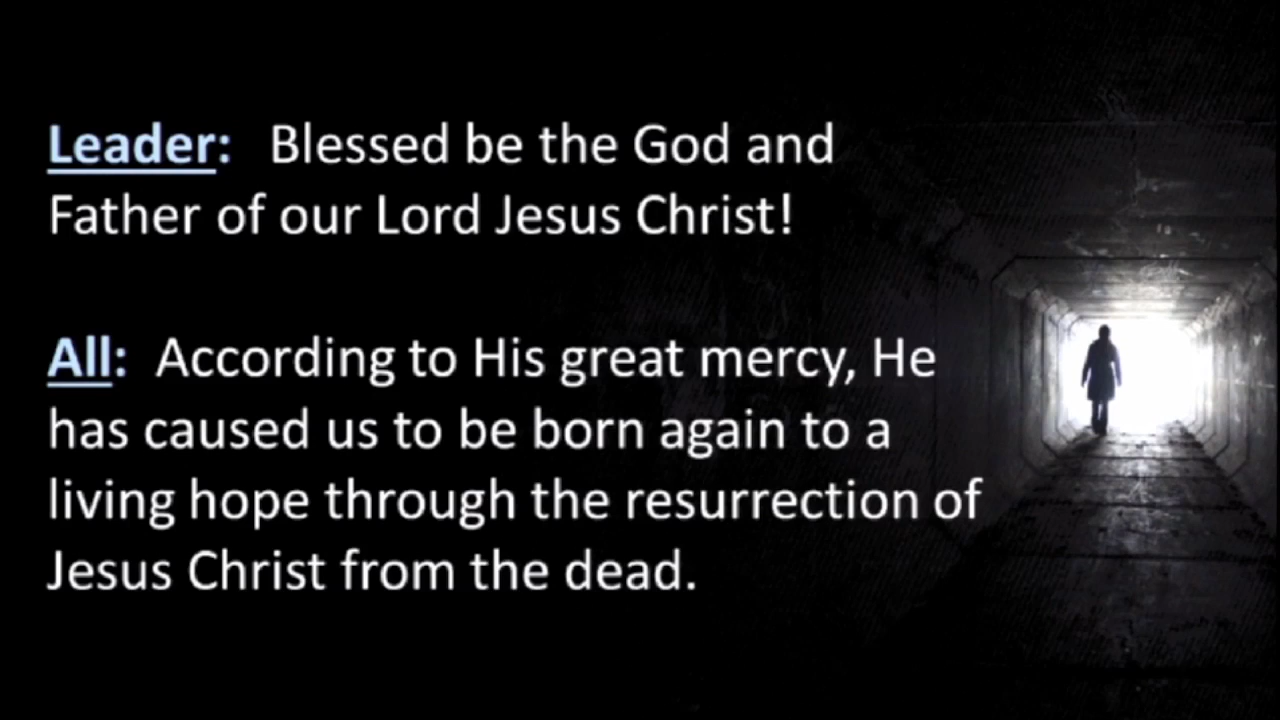 Leader:   Blessed be the God and
Father of our Lord Jesus Christ!
All:  According to His great mercy, He
has caused us to be born again to a
living hope through the resurrection of
Jesus Christ from the dead.